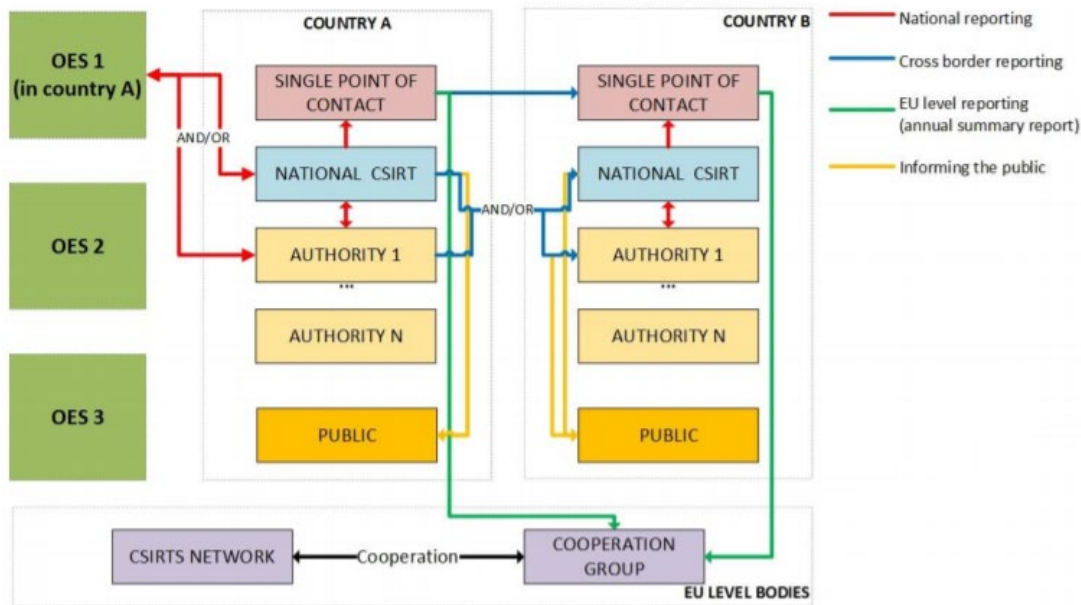 COUNTRY A
COUNTRY B
National reporting
Cross border reporting
EU level reporting
(annual summary report)
Informing the public
OES 1
(in country A)
AND/OR
SINGLE POINT OF
CONTACT
SINGLE POINT OF
CONTACT
NATIONAL CSIRT
AND/OR
NATIONAL CSIRT
OES 2
AUTHORITY 1
...
AUTHORITY 1
...
AUTHORITY N
AUTHORITY N
OES 3
PUBLIC
PUBLIC
CSIRTS NETWORK
Cooperation
COOPERATION
GROUP
EU LEVEL BODIES